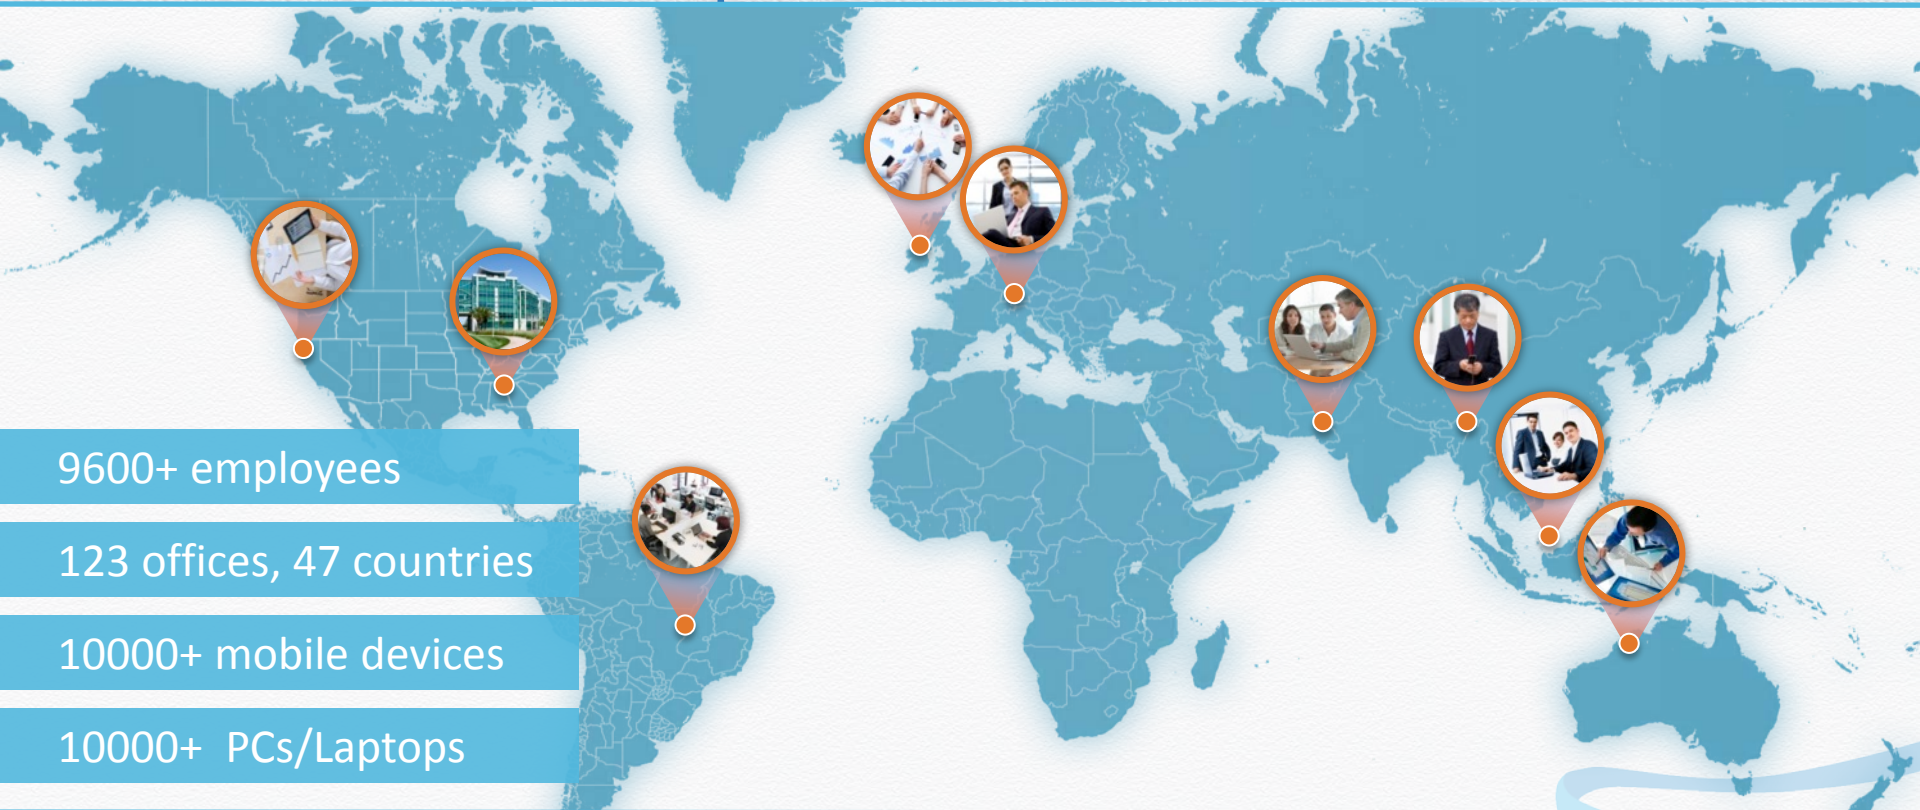 9600+ employees
123 offices, 47 countries
10000+ mobile devices
10000+  PCs/Laptops